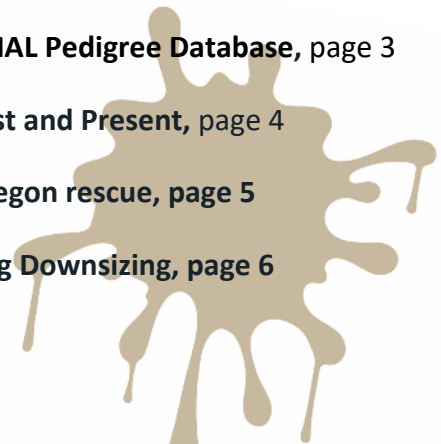 IAL Pedigree Database, page 3
st and Present, page 4
egon rescue, page 5
g Downsizing, page 6